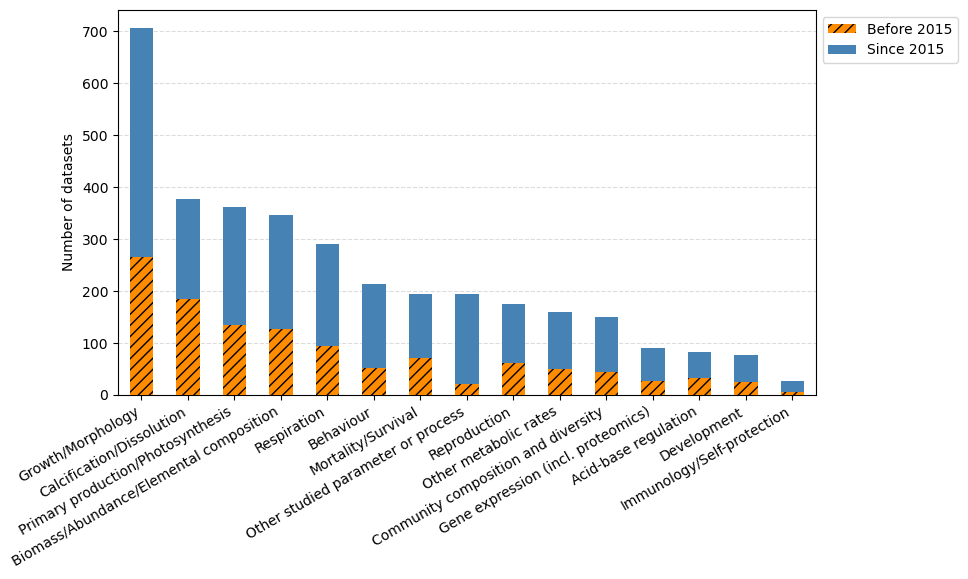 Before 2015
Since 2015
Number of datasets
700
600
500
400
300
200
100
0
Growth/Morphology
Calcification/Dissolution
Primary production/Photosynthesis
Biomass/Abundance/Elemental composition
Respiration
Behaviour
Mortality/Survival
Other studied parameter or process
Reproduction
Other metabolic rates
Community composition and diversity
Gene expression (incl. proteomics)
Acid-base regulation
Development
Immunology/Self-protection